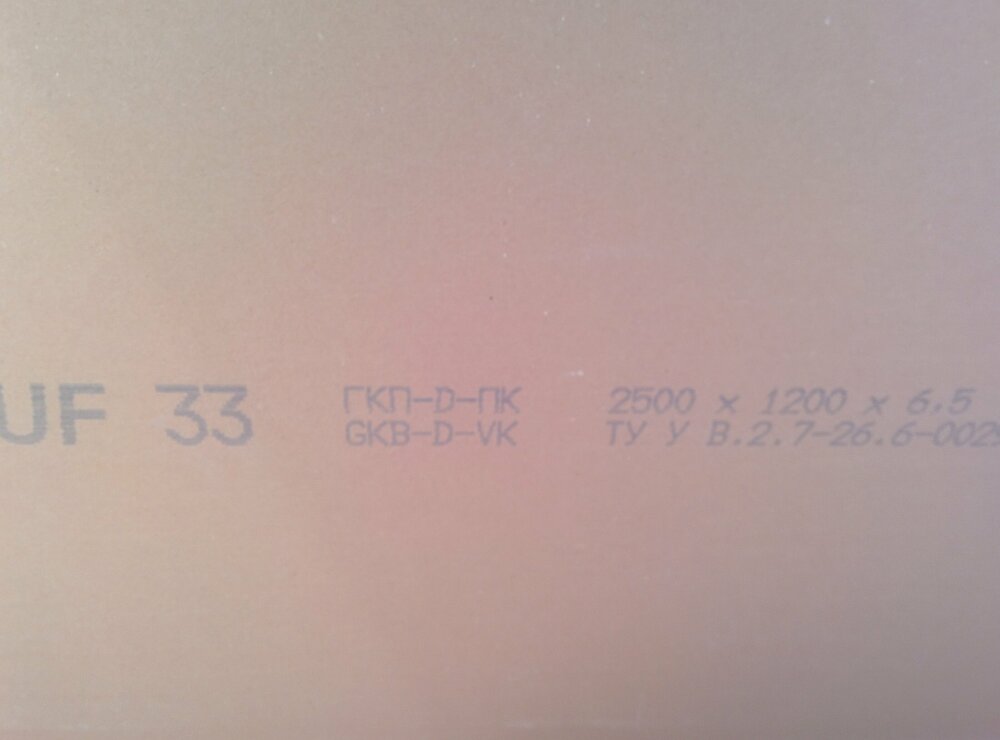 UF 33
ГКП-D-ПК 2500 x 1200 x 6.5
GKB-D-VK ТУ У В.2.7-26.6-002